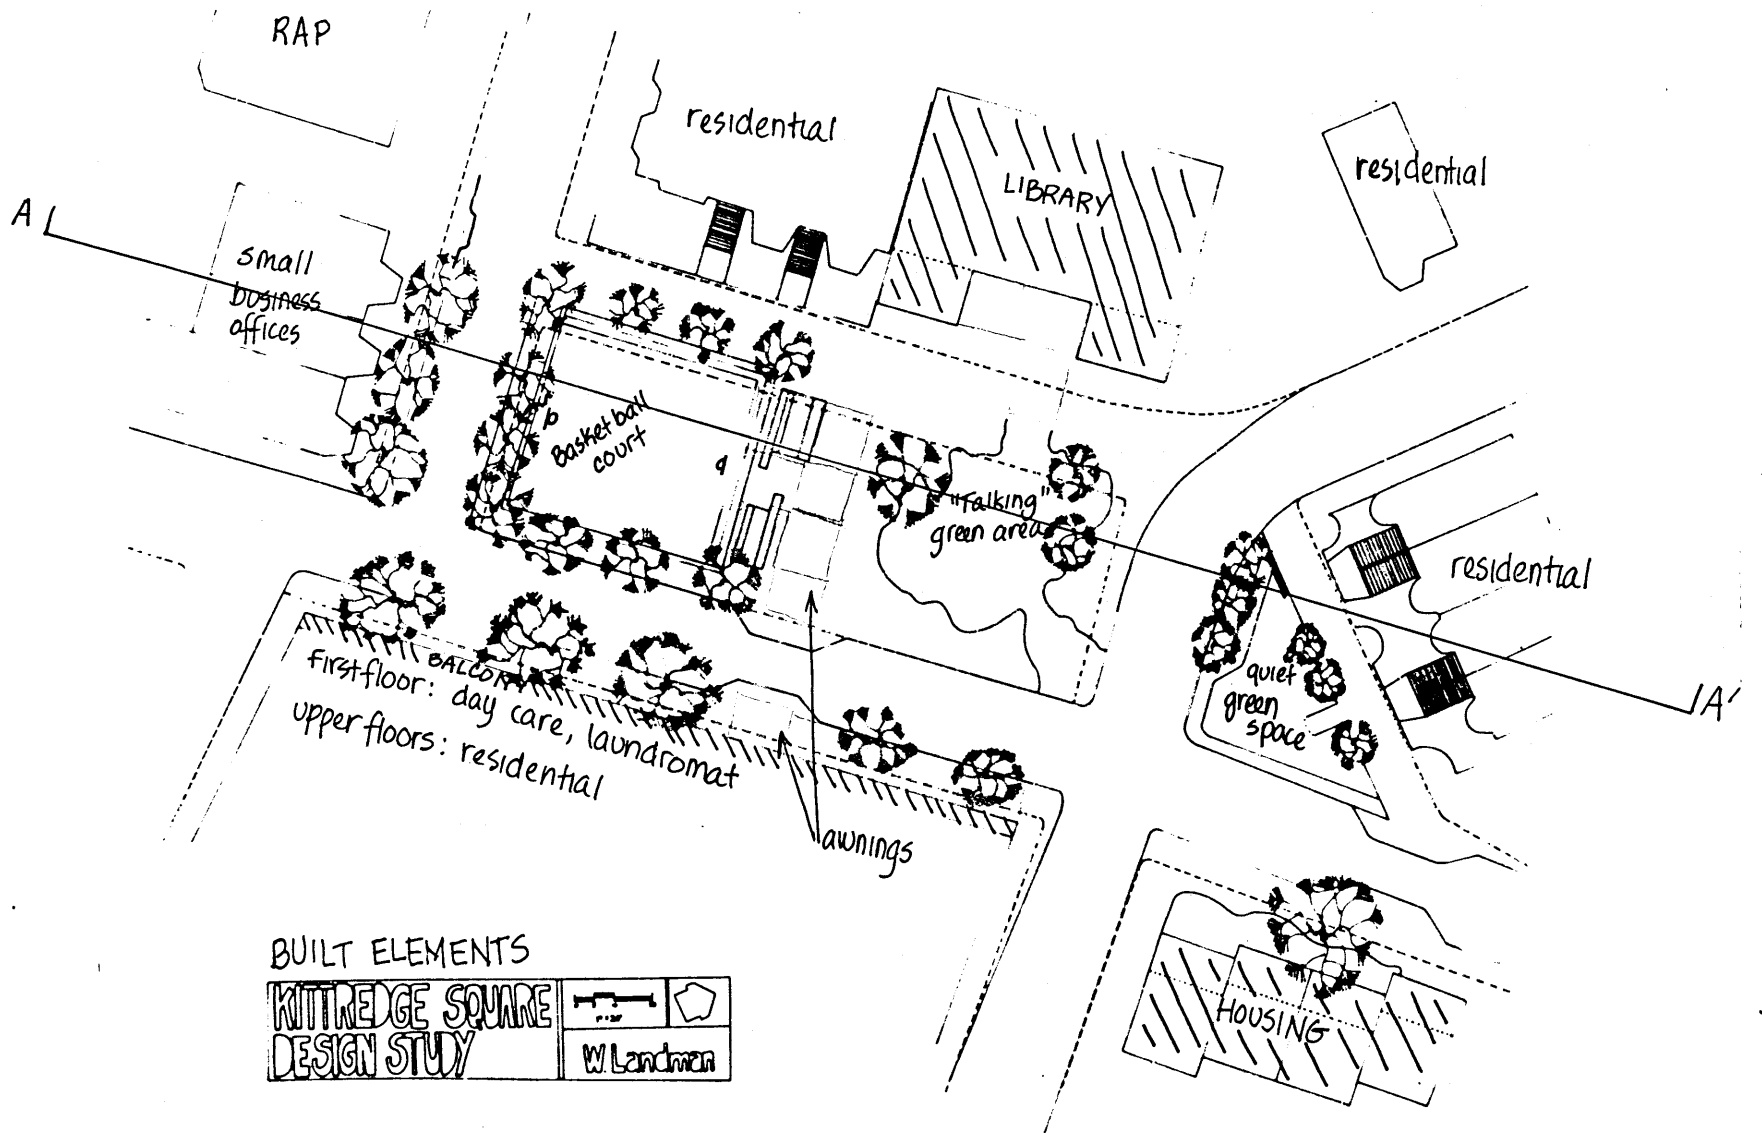 RAP
residential
LIBRARY
residential
A
small
business
offices
Basketball
court
"Talking"
green area
residential
A'
quiet
green
space
BALCONY
First floor: day care, laundromat
upper floors: residential
awnings
HOUSING
BUILT ELEMENTS
KITTREDGE SQUARE
DESIGN STUDY
W Landman